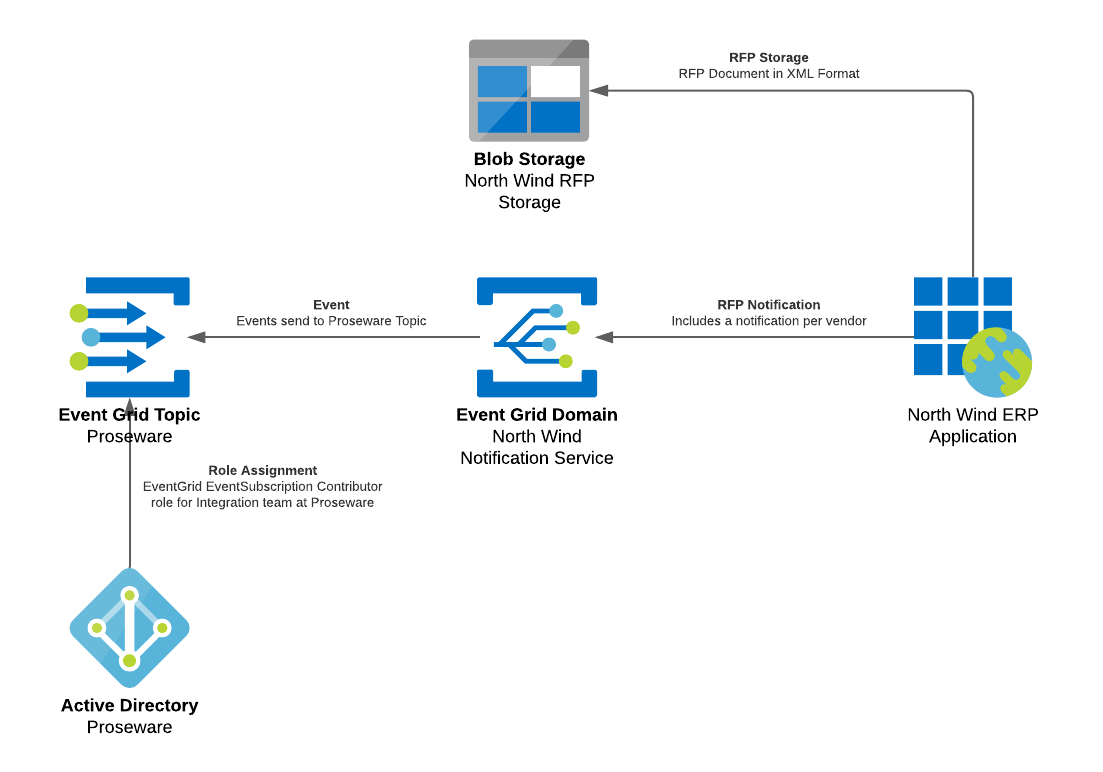 RFP Storage
RFP Document in XML Format
Blob Storage
North Wind RFP
Storage
Event
Events send to Proseware Topic
RFP Notification
Includes a notification per vendor
Event Grid Topic
Proseware
Event Grid Domain
North Wind
Notification Service
North Wind ERP
Application
Role Assignment
EventGrid EventSubscription Contributor
role for Integration team at Proseware
Active Directory
Proseware